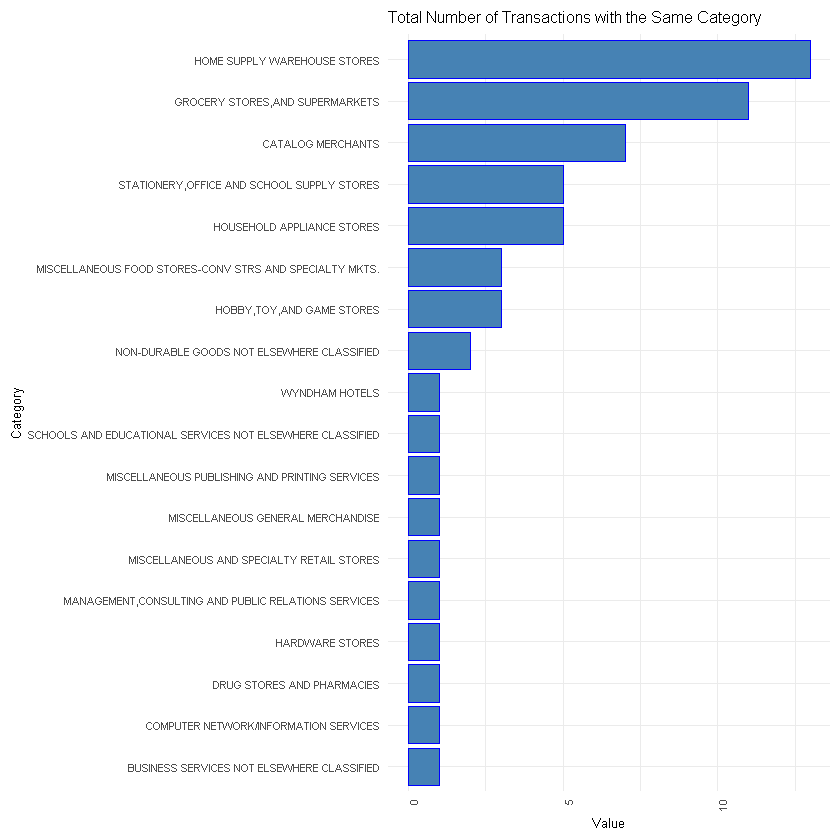 Total Number of Transactions with the Same Category
HOME SUPPLY WAREHOUSE STORES
GROCERY STORES,AND SUPERMARKETS
CATALOG MERCHANTS
STATIONERY,OFFICE AND SCHOOL SUPPLY STORES
HOUSEHOLD APPLIANCE STORES
MISCELLANEOUS FOOD STORES-CONV STRS AND SPECIALTY MKTS.
HOBBY,TOY,AND GAME STORES
NON-DURABLE GOODS NOT ELSEWHERE CLASSIFIED
WYNDHAM HOTELS
Category
SCHOOLS AND EDUCATIONAL SERVICES NOT ELSEWHERE CLASSIFIED
MISCELLANEOUS PUBLISHING AND PRINTING SERVICES
MISCELLANEOUS GENERAL MERCHANDISE
MISCELLANEOUS AND SPECIALTY RETAIL STORES
MANAGEMENT,CONSULTING AND PUBLIC RELATIONS SERVICES
HARDWARE STORES
DRUG STORES AND PHARMACIES
COMPUTER NETWORK/INFORMATION SERVICES
BUSINESS SERVICES NOT ELSEWHERE CLASSIFIED
0 5 10
Value